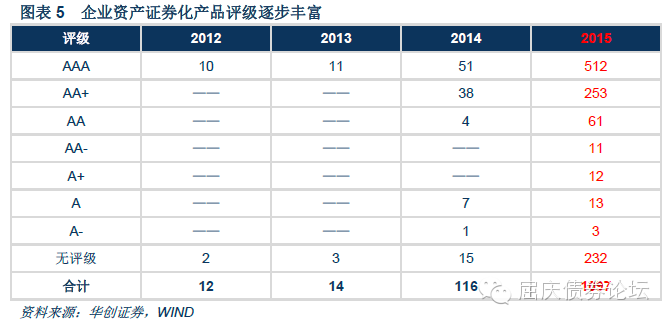 图表 5 企业资产证券化产品评级逐步丰富
评级 2012 2013 2014 2015
AAA 10 11 51 512
AA+ —— —— 38 253
AA —— —— 4 61
AA- —— —— —— 11
A+ —— —— —— 12
A —— —— 7 13
A- —— —— 1 3
无评级 2 3 15 232
合计 12 14 116
屈庆债券论坛
资料来源：华创证券，WIND